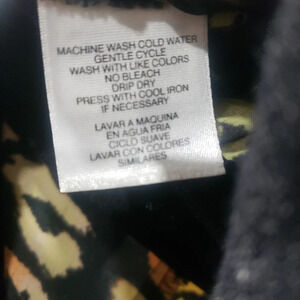 MACHINE WASH COLD WATER
GENTLE CYCLE
WASH WITH LIKE COLORS
NO BLEACH
DRIP DRY
PRESS WITH COOL IRON
IF NECESSARY
LAVAR A MAQUINA
EN AGUA FRIA
CICLO SUAVE
LAVAR CON COLORES
SIMILARES